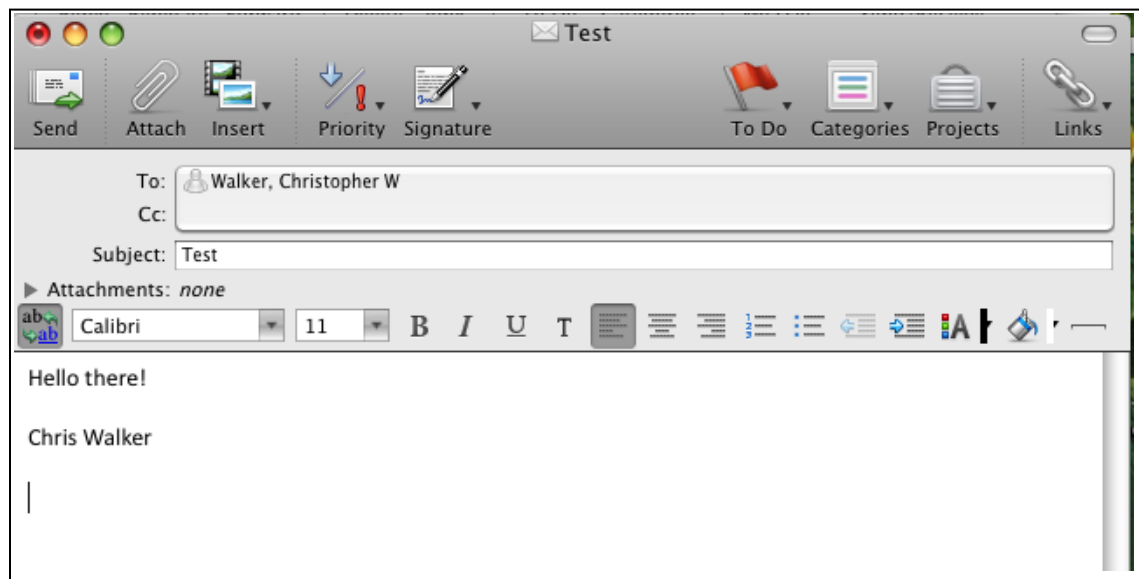 Test
Send Attach Insert Priority Signature To Do Categories Projects Links
To: Walker, Christopher W
Cc:
Subject: Test
Attachments: none
Calibri 11 B I U T
Hello there!
Chris Walker